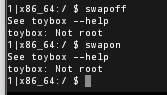 1|x86_64:/ $ swapoff
See toybox --help
toybox: Not root
1|x86_64:/ $ swapon
See toybox --help
toybox: Not root
1|x86_64:/ $